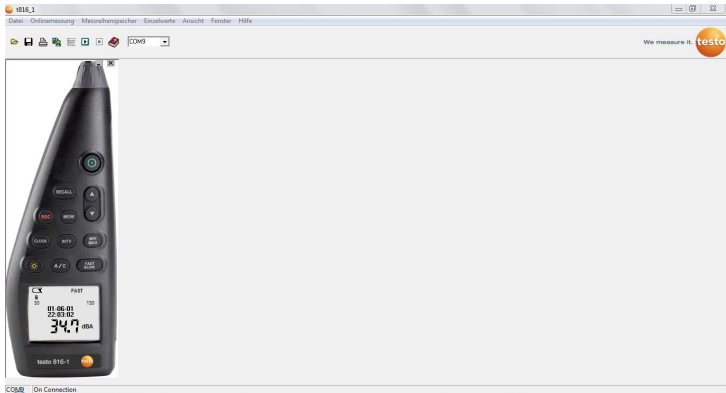 t816_1
Datei Onlinemessung Messreihenspeicher Einzelwerte Ansicht Fenster Hilfe
COM9
We measure it. testo
RECALL
REC MEM
CLOCK INTV MIN MAX
A/C FAST SLOW
FAST
30 130
01-06-01
22:03:02
34.7 dBA
testo 816-1 testo
COM9 On Connection